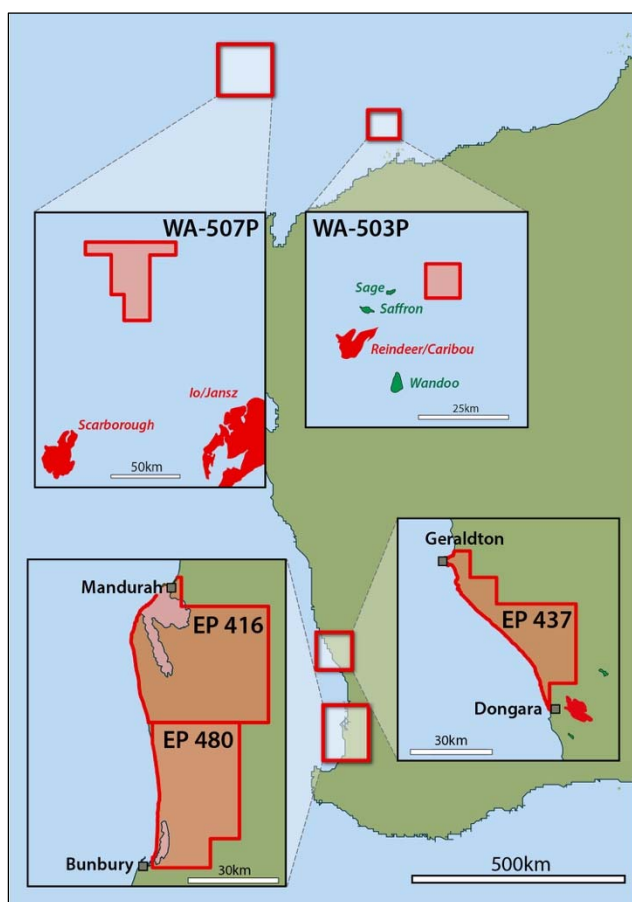 WA-507P
Io/Jansz
Scarborough
50km
WA-503P
Sage
Saffron
Reindeer/Caribou
Wandoo
25km
Mandurah
EP 416
EP 480
Bunbury
30km
Geraldton
EP 437
Dongara
30km
500km